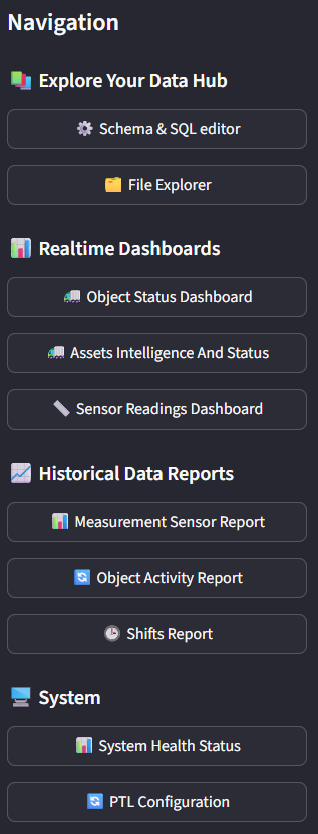 Navigation
Explore Your Data Hub
Schema & SQL editor
File Explorer
Realtime Dashboards
Object Status Dashboard
Assets Intelligence And Status
Sensor Readings Dashboard
Historical Data Reports
Measurement Sensor Report
Object Activity Report
Shifts Report
System
System Health Status
PTL Configuration